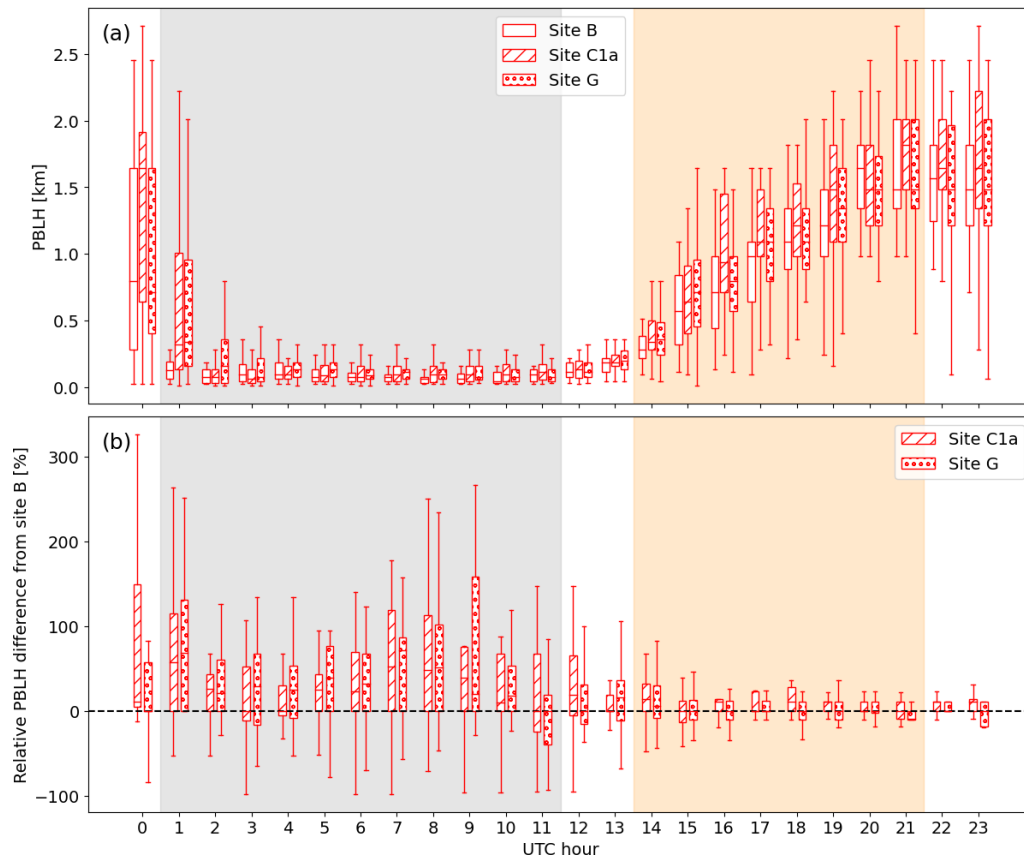 (a)
Site B
Site C1a
Site G
PBLH [km]
2.5
2.0
1.5
1.0
0.5
0.0
(b)
Site C1a
Site G
Relative PBLH difference from site B [%]
300
200
100
0
−100
0 1 2 3 4 5 6 7 8 9 10 11 12 13 14 15 16 17 18 19 20 21 22 23
UTC hour